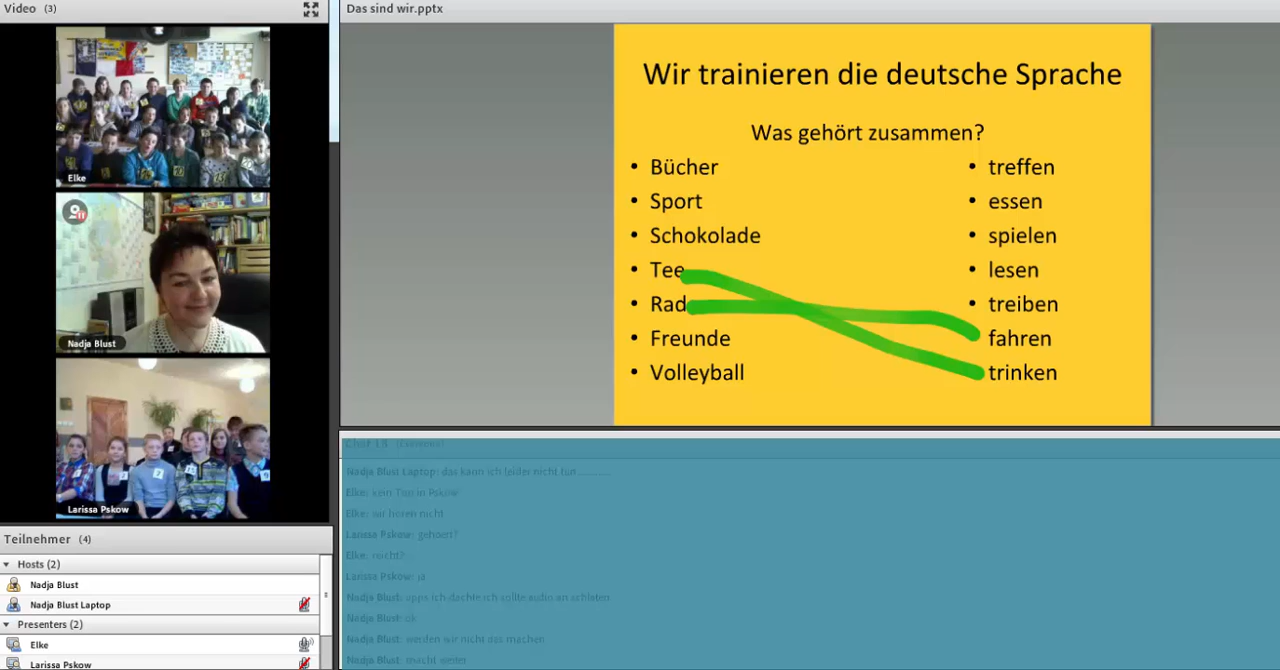 Video (3)
Elke
Nadja Blust
Larissa Pskow
Teilnehmer (4)
Hosts (2)
Nadja Blust
Nadja Blust Laptop
Presenters (2)
Elke
Larissa Pskow
Das sind wir.pptx
Wir trainieren die deutsche Sprache
Was gehört zusammen?
• Bücher
• Sport
• Schokolade
• Tee
• Rad
• Freunde
• Volleyball
• treffen
• essen
• spielen
• lesen
• treiben
fahren
trinken
Nadja Blust Laptop: das kann ich leider nicht tun
Elke: kein Ton in Pskow
Elke: wir hören nicht
Larissa Pskow: gehoert?
Elke: nicht?
Larissa Pskow: ja
Nadja Blust: upps ich dachte ich sollte audio an
Nadja Blust: ok
Nadja Blust: werden wir nicht das machen
Nadja Blust: macht weiter